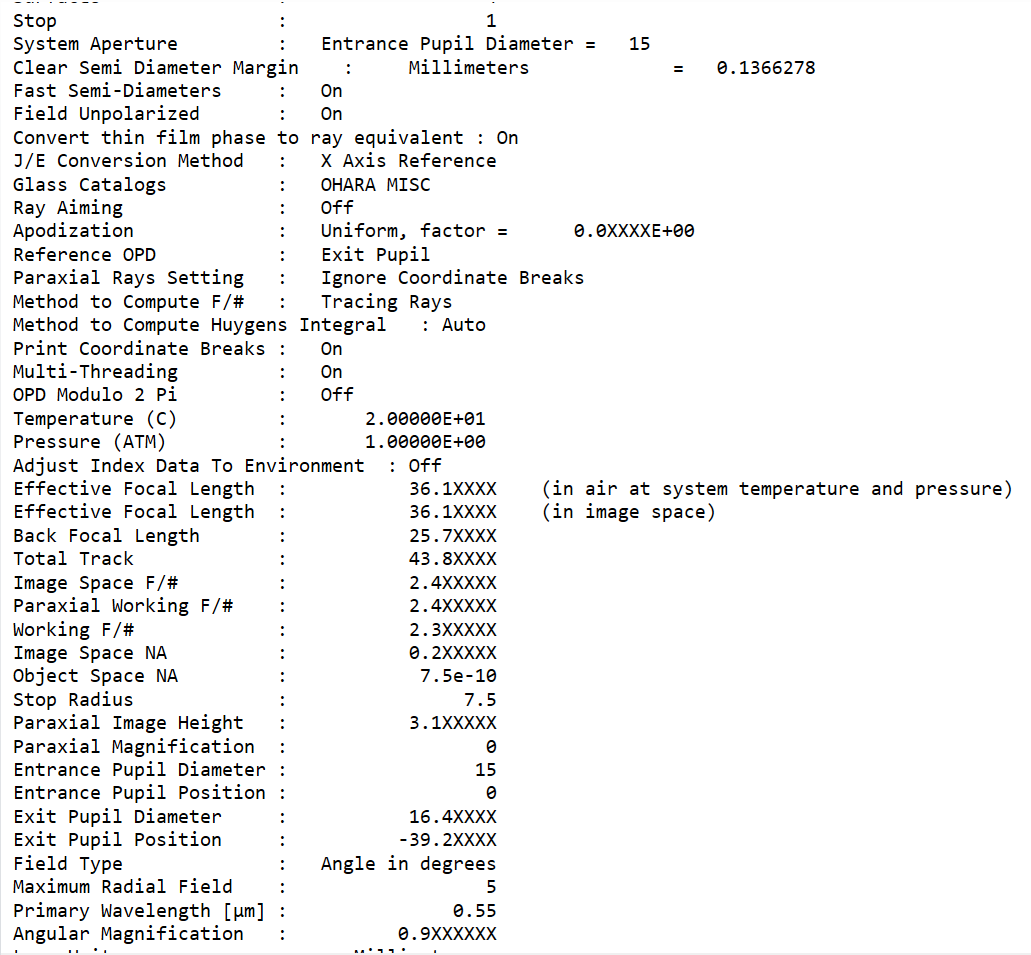 Stop : 1
System Aperture : Entrance Pupil Diameter = 15
Clear Semi Diameter Margin : Millimeters = 0.1366278
Fast Semi-Diameters : On
Field Unpolarized : On
Convert thin film phase to ray equivalent : On
J/E Conversion Method : X Axis Reference
Glass Catalogs : OHARA MISC
Ray Aiming : Off
Apodization : Uniform, factor = 0.0XXXXE+00
Reference OPD : Exit Pupil
Paraxial Rays Setting : Ignore Coordinate Breaks
Method to Compute F/# : Tracing Rays
Method to Compute Huygens Integral : Auto
Print Coordinate Breaks : On
Multi-Threading : On
OPD Modulo 2 Pi : Off
Temperature (C) : 2.00000E+01
Pressure (ATM) : 1.00000E+00
Adjust Index Data To Environment : Off
Effective Focal Length : 36.1XXXX (in air at system temperature and pressure)
Effective Focal Length : 36.1XXXX (in image space)
Back Focal Length : 25.7XXXX
Total Track : 43.8XXXX
Image Space F/# : 2.4XXXXX
Paraxial Working F/# : 2.4XXXXX
Working F/# : 2.3XXXXX
Image Space NA : 0.2XXXXX
Object Space NA : 7.5e-10
Stop Radius : 7.5
Paraxial Image Height : 3.1XXXXX
Paraxial Magnification : 0
Entrance Pupil Diameter : 15
Entrance Pupil Position : 0
Exit Pupil Diameter : 16.4XXXX
Exit Pupil Position : -39.2XXXX
Field Type : Angle in degrees
Maximum Radial Field : 5
Primary Wavelength [µm] : 0.55
Angular Magnification : 0.9XXXXXX